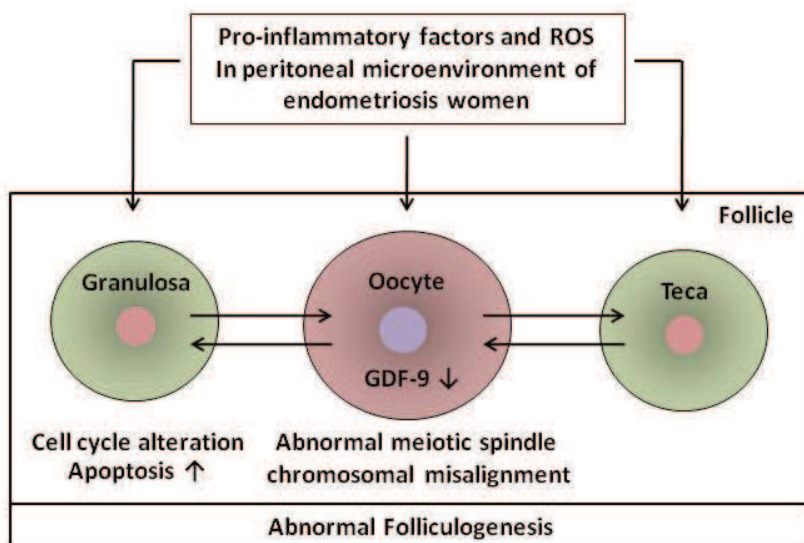 Pro-inflammatory factors and ROS
In peritoneal microenvironment of
endometriosis women
Follicle
Granulosa
Oocyte
Teca
GDF-9 ↓
Cell cycle alteration
Apoptosis ↑
Abnormal meiotic spindle
chromosomal misalignment
Abnormal Folliculogenesis